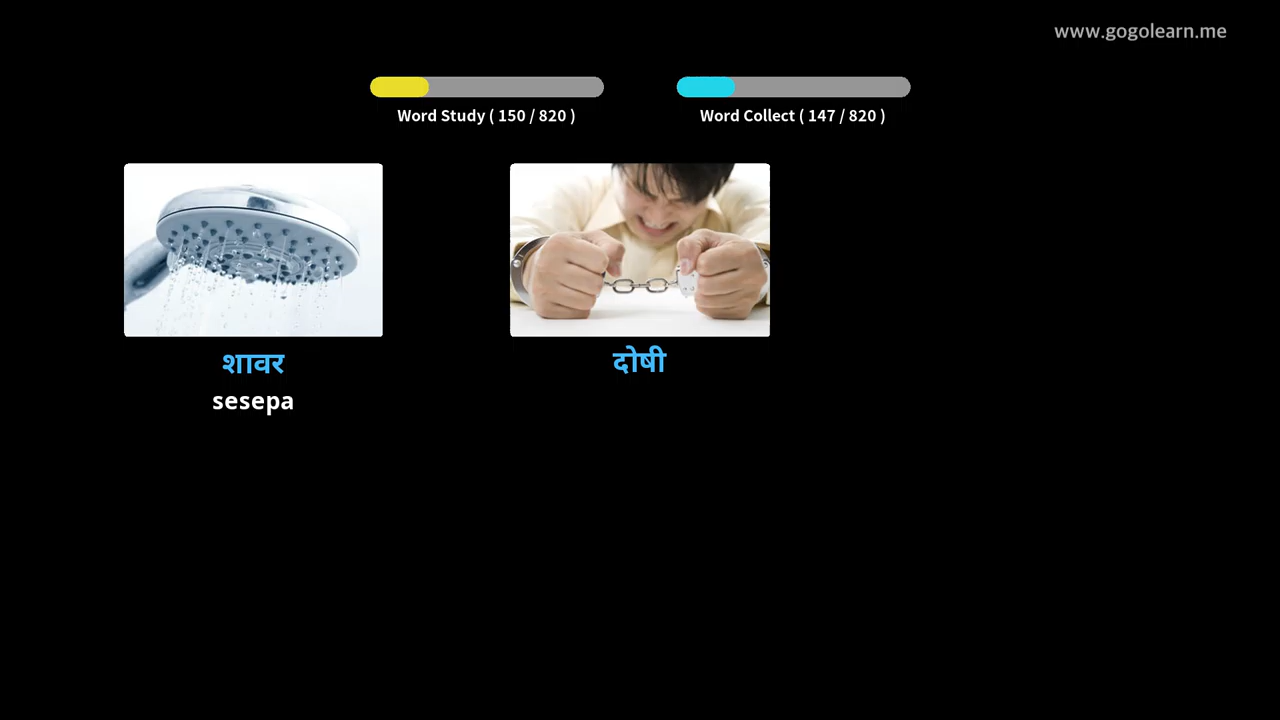 www.gogolearn.me
Word Study ( 150 / 820 )
Word Collect ( 147 / 820 )
शावर
दोषी
sesepa